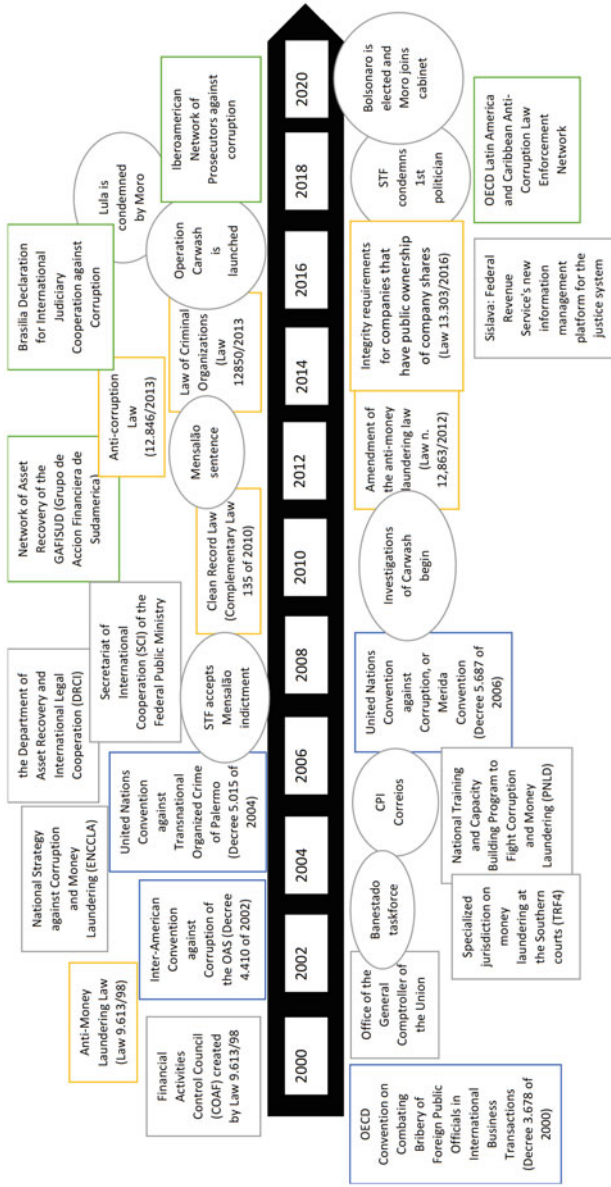 Anti-Money
Laundering Law
(Law 9.613/98)
Financial Activities
Control Council
(COAF) created
by Law 9.613/98
National Strategy
against Corruption
and Money
Laundering (ENCCLA)
Inter-American
Convention against
Corruption of
the OAS (Decree
4.410 of 2002)
the Department of
Asset Recovery and
International Legal
Cooperation (DRCI)
Secretariat of
International
Cooperation (SCI) of the
Federal Public Ministry
United Nations
Convention against
Transnational
Organized Crime of
Palermo (Decree 5.015 of
2004)
STF accepts
Mensalão
indictment
Network of Asset
Recovery of the
GAFISUD (Grupo de
Accion Financiera de
Sudamerica)
Anti-corruption
Law
(12.846/2013)
Clean Record Law
(Complementary Law
135 of 2010)
Mensalão
sentence
Brasilia Declaration
for International
Judiciary
Cooperation against
Corruption
Law of Criminal
Organizations
(Law
12850/2013
Lula is
condemned
by Moro
Operation
Carwash
is
launched
Iberoamerican
Network of
Prosecutors against
corruption
2000
2002
2004
2006
2008
2010
2012
2014
2016
2018
2020
OECD
Convention on
Combating
Bribery of
Foreign Public
Officials in
International
Business
Transactions
(Decree 3.678 of
2000)
Office of the
General
Comptroller of
the Union
Banestado
taskforce
Specialized
jurisdiction on
money
laundering at
the Southern
courts (TRF4)
CPI
Correios
National Training
and Capacity
Building Program to
Fight Corruption
and Money
Laundering (PNLD)
United Nations
Convention
against
Corruption, or
Merida
Convention
(Decree 5.687 of
2006)
Investigations
of Carwash
begin
Amendment of
the anti-money
laundering law
(Law n.
12,863/2012)
Integrity requirements
for companies that
have public ownership
of company shares
(Law 13.303/2016)
Sislava: Federal
Revenue
Service's new
information
management
platform for the
justice system
STF
condemns
1st
politician
OECD Latin America
and Caribbean Anti-
Corruption Law
Enforcement
Network
Bolsonaro is
elected and
Moro joins
cabinet